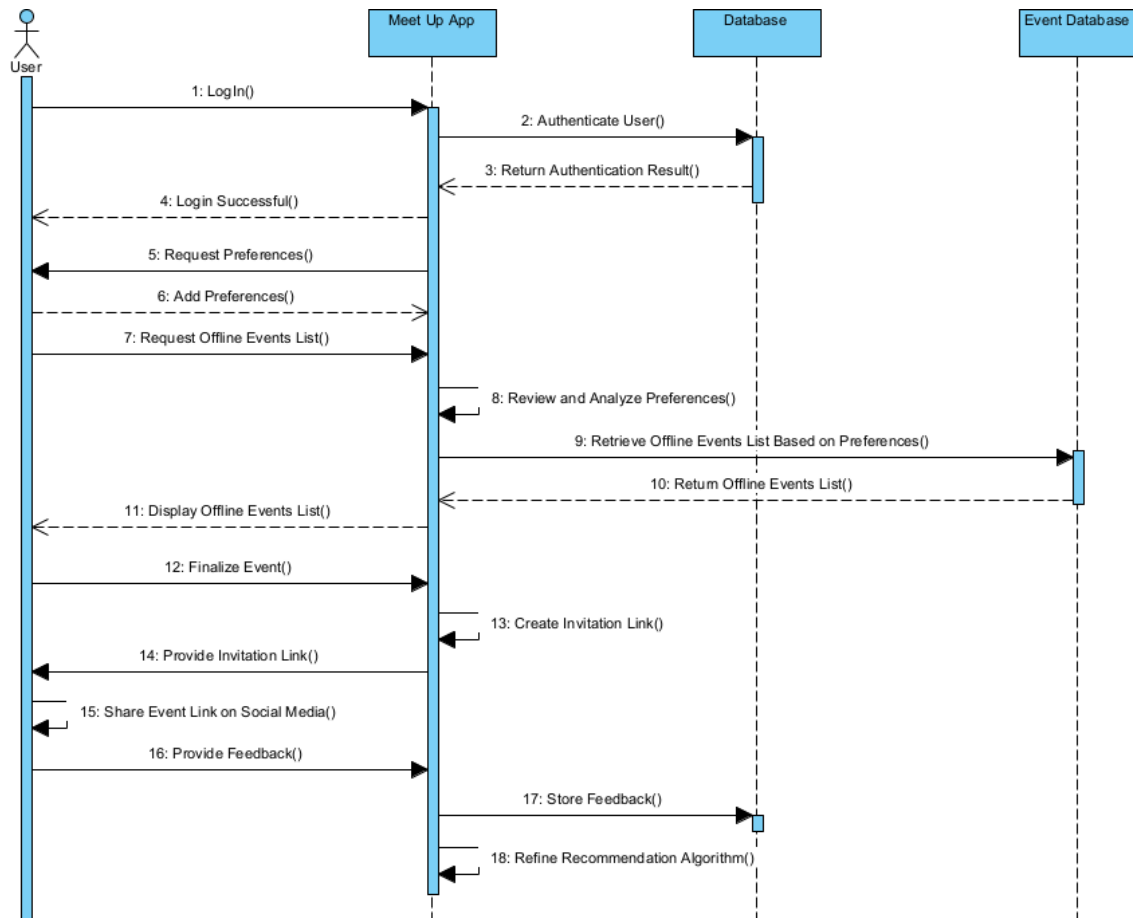 Meet Up App
Database
Event Database
User
1: LogIn()
2: Authenticate User()
3: Return Authentication Result()
4: Login Successful()
5: Request Preferences()
6: Add Preferences()
7: Request Offline Events List()
8: Review and Analyze Preferences()
9: Retrieve Offline Events List Based on Preferences()
10: Return Offline Events List()
11: Display Offline Events List()
12: Finalize Event()
13: Create Invitation Link()
14: Provide Invitation Link()
15: Share Event Link on Social Media()
16: Provide Feedback()
17: Store Feedback()
18: Refine Recommendation Algorithm()